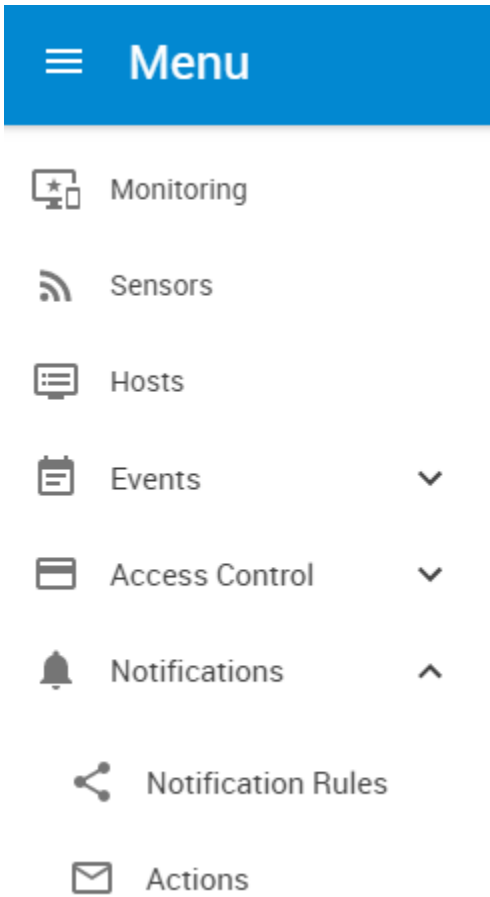 Menu
Monitoring
Sensors
Hosts
Events
Access Control
Notifications
Notification Rules
Actions